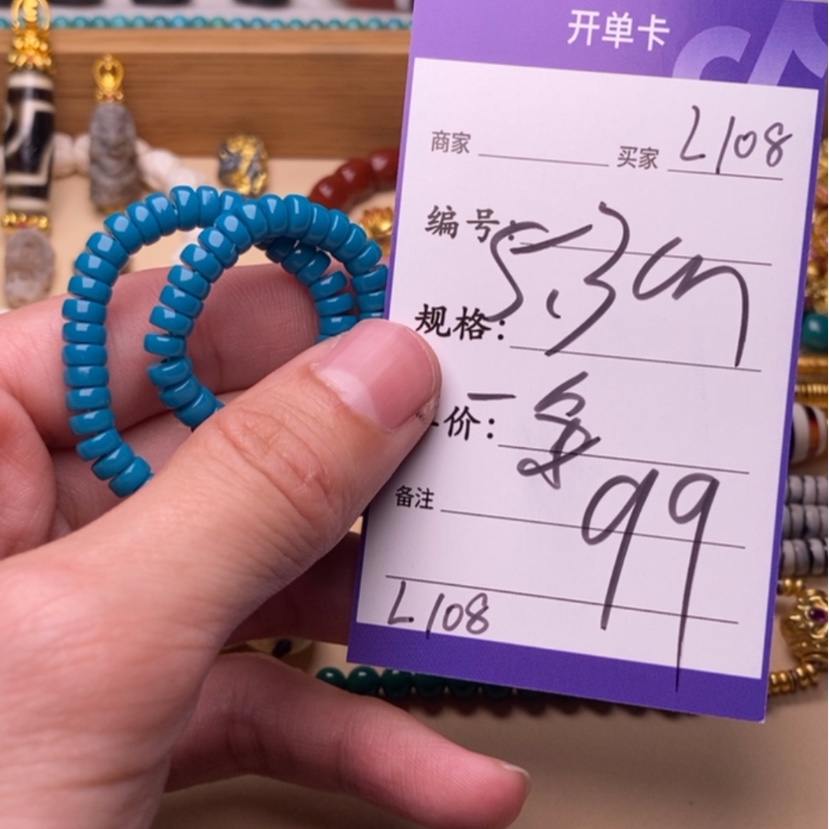 开单卡
商家 买家 L108
编号: 5.3cm
规格:
价: 一条
99
备注
L108